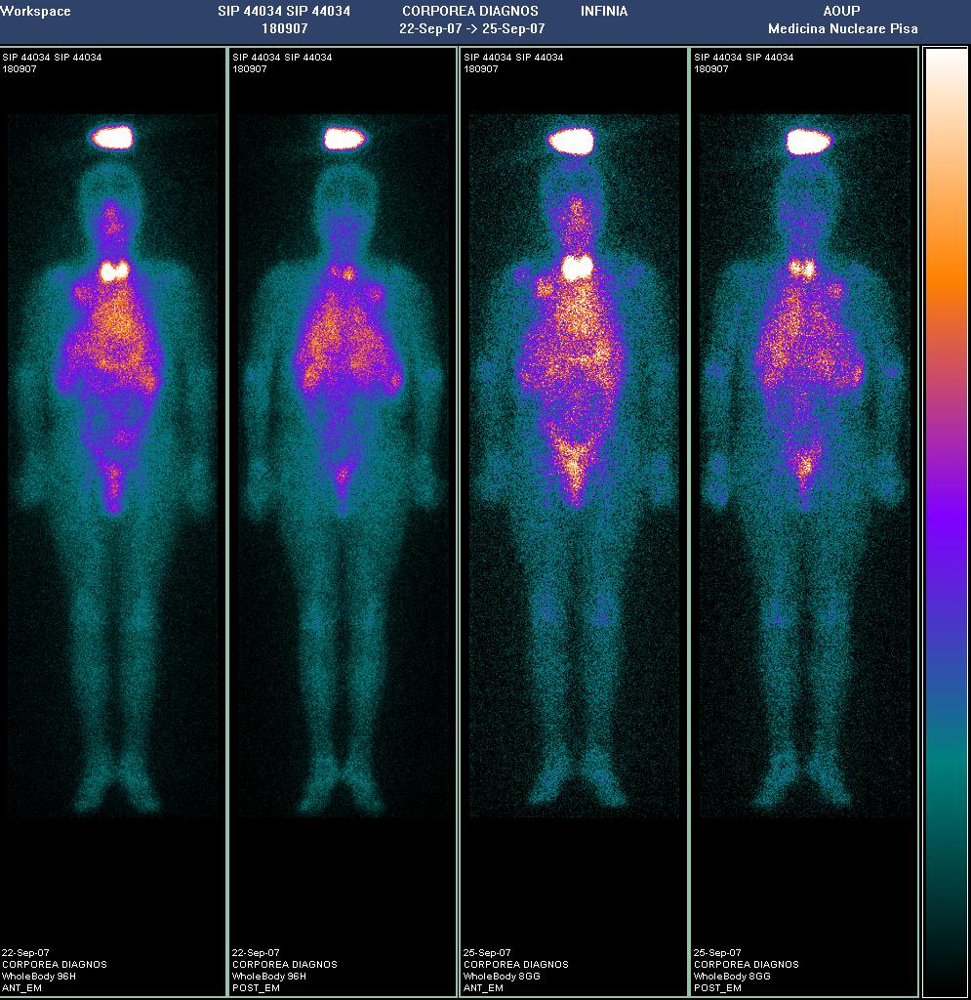 Workspace SIP 44034 SIP 44034 CORPOREA DIAGNOS INFINIA AOUP
180907 22-Sep-07 -> 25-Sep-07 Medicina Nucleare Pisa
SIP 44034 SIP 44034
180907
SIP 44034 SIP 44034
180907
SIP 44034 SIP 44034
180907
SIP 44034 SIP 44034
180907
22-Sep-07
CORPOREA DIAGNOS
WholeBody 96H
ANT_EM
22-Sep-07
CORPOREA DIAGNOS
WholeBody 96H
POST_EM
25-Sep-07
CORPOREA DIAGNOS
WholeBody 8GG
ANT_EM
25-Sep-07
CORPOREA DIAGNOS
WholeBody 8GG
POST_EM